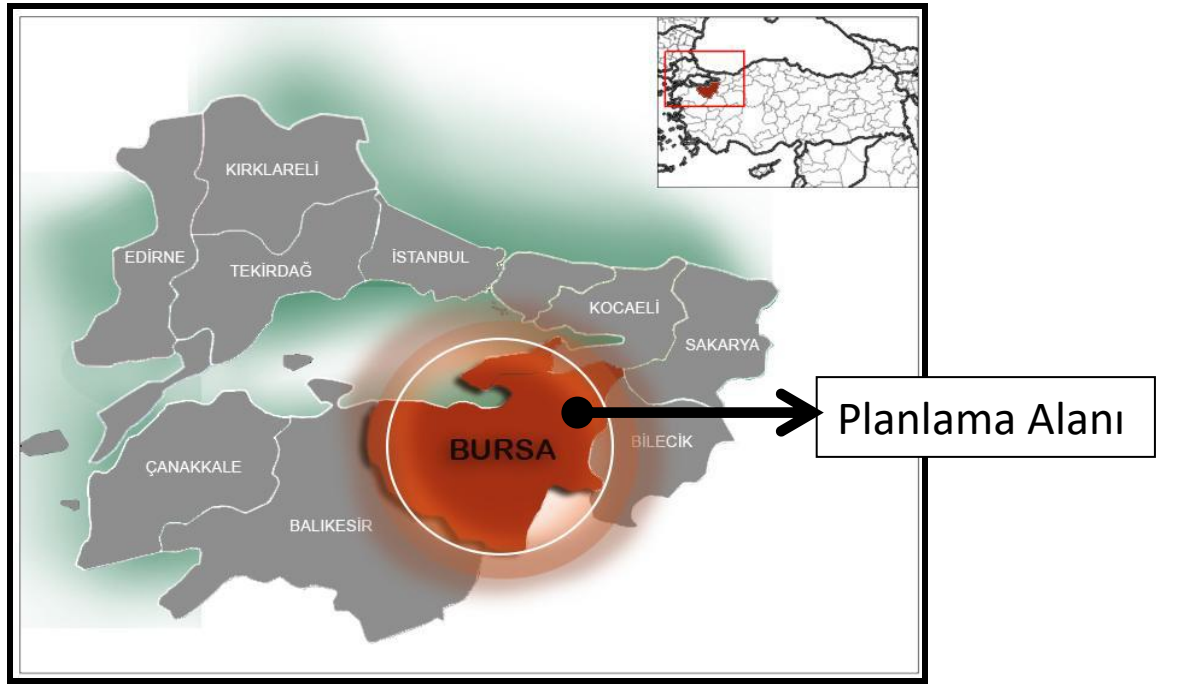 KIRKLARELİ
EDİRNE
TEKİRDAĞ
İSTANBUL
KOCAELİ
SAKARYA
Planlama Alanı
BİLECİK
BURSA
ÇANAKKALE
BALIKESİR